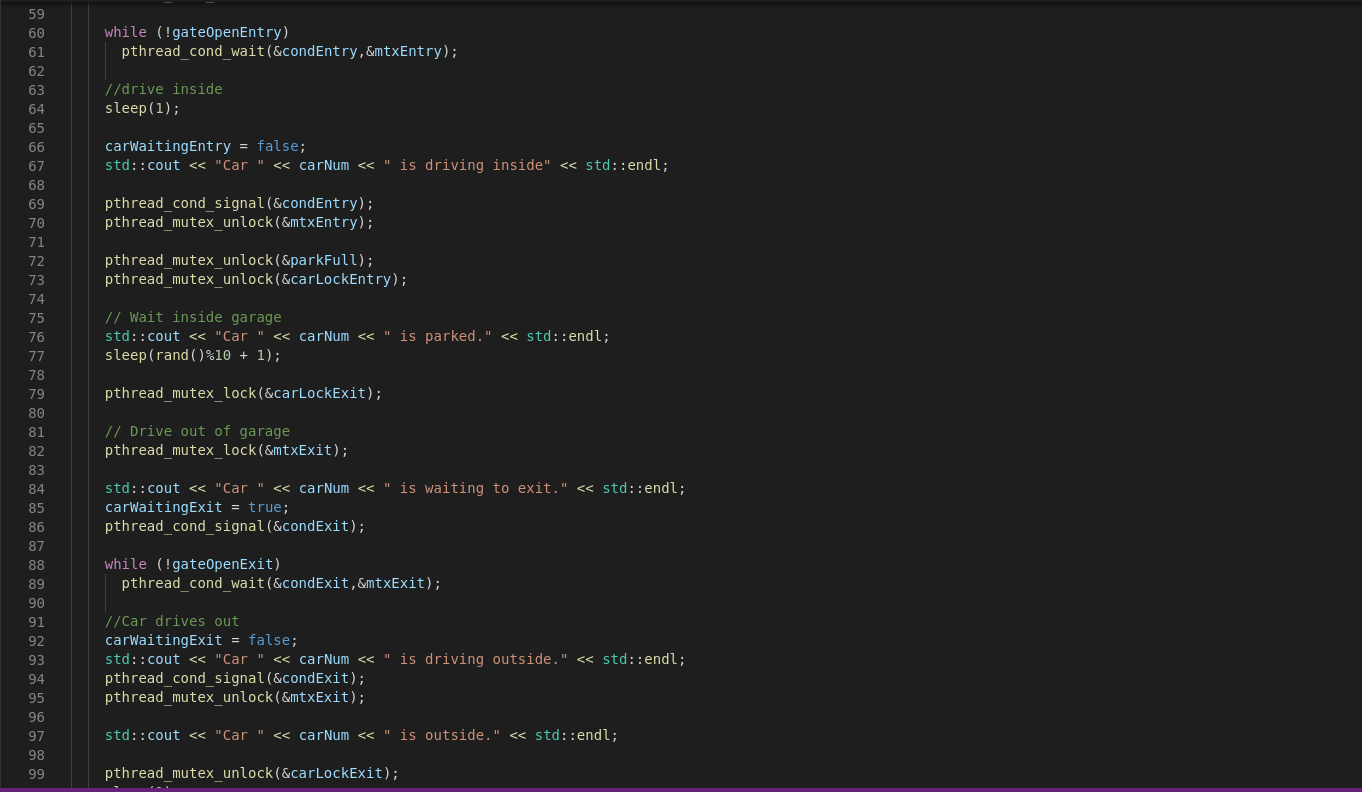 59
60 while (!gateOpenEntry)
61 pthread_cond_wait(&condEntry,&mtxEntry);
62
63 //drive inside
64 sleep(1);
65
66 carWaitingEntry = false;
67 std::cout << "Car " << carNum << " is driving inside" << std::endl;
68
69 pthread_cond_signal(&condEntry);
70 pthread_mutex_unlock(&mtxEntry);
71
72 pthread_mutex_unlock(&parkFull);
73 pthread_mutex_unlock(&carLockEntry);
74
75 // Wait inside garage
76 std::cout << "Car " << carNum << " is parked." << std::endl;
77 sleep(rand()%10 + 1);
78
79 pthread_mutex_lock(&carLockExit);
80
81 // Drive out of garage
82 pthread_mutex_lock(&mtxExit);
83
84 std::cout << "Car " << carNum << " is waiting to exit." << std::endl;
85 carWaitingExit = true;
86 pthread_cond_signal(&condExit);
87
88 while (!gateOpenExit)
89 pthread_cond_wait(&condExit,&mtxExit);
90
91 //Car drives out
92 carWaitingExit = false;
93 std::cout << "Car " << carNum << " is driving outside." << std::endl;
94 pthread_cond_signal(&condExit);
95 pthread_mutex_unlock(&mtxExit);
96
97 std::cout << "Car " << carNum << " is outside." << std::endl;
98
99 pthread_mutex_unlock(&carLockExit);